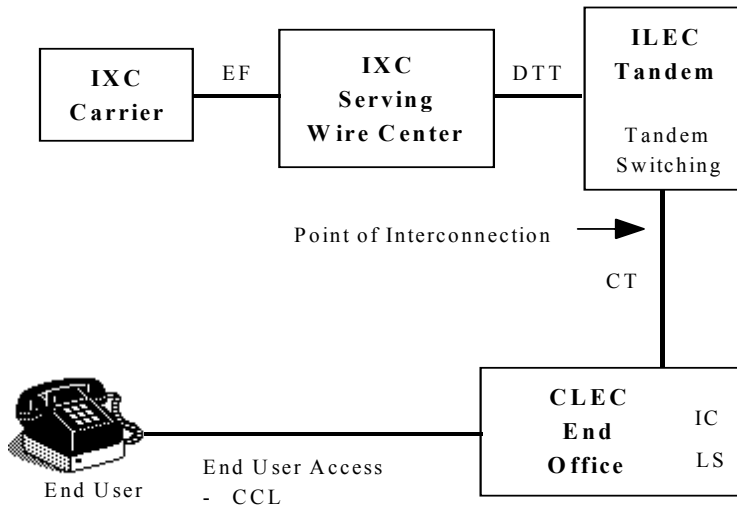 IXC
Carrier
EF
IXC
Serving
Wire Center
DTT
ILEC
Tandem
Tandem
Switching
Point of Interconnection
CT
CLEC
End
Office
IC
LS
End User
End User Access
- CCL